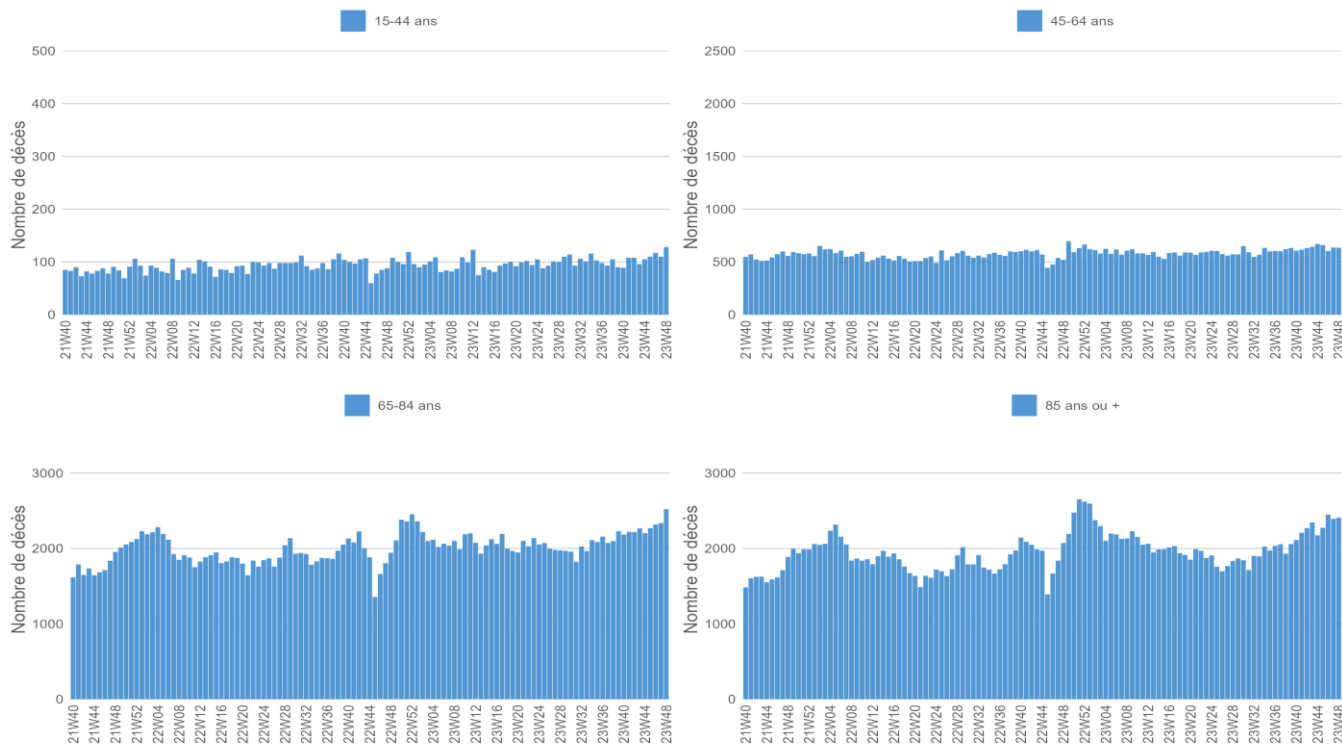 15-44 ans
45-64 ans
Nombre de décès
500
400
300
200
100
0
21W40
21W44
21W48
21W52
22W04
22W08
22W12
22W16
22W20
22W24
22W28
22W32
22W36
22W40
22W44
22W48
22W52
23W04
23W08
23W12
23W16
23W20
23W24
23W28
23W32
23W36
23W40
23W44
23W48
Nombre de décès
2500
2000
1500
1000
500
0
21W40
21W44
21W48
21W52
22W04
22W08
22W12
22W16
22W20
22W24
22W28
22W32
22W36
22W40
22W44
22W48
22W52
23W04
23W08
23W12
23W16
23W20
23W24
23W28
23W32
23W36
23W40
23W44
23W48
65-84 ans
85 ans ou +
Nombre de décès
3000
2000
1000
0
21W40
21W44
21W48
21W52
22W04
22W08
22W12
22W16
22W20
22W24
22W28
22W32
22W36
22W40
22W44
22W48
22W52
23W04
23W08
23W12
23W16
23W20
23W24
23W28
23W32
23W36
23W40
23W44
23W48
Nombre de décès
3000
2000
1000
0
21W40
21W44
21W48
21W52
22W04
22W08
22W12
22W16
22W20
22W24
22W28
22W32
22W36
22W40
22W44
22W48
22W52
23W04
23W08
23W12
23W16
23W20
23W24
23W28
23W32
23W36
23W40
23W44
23W48